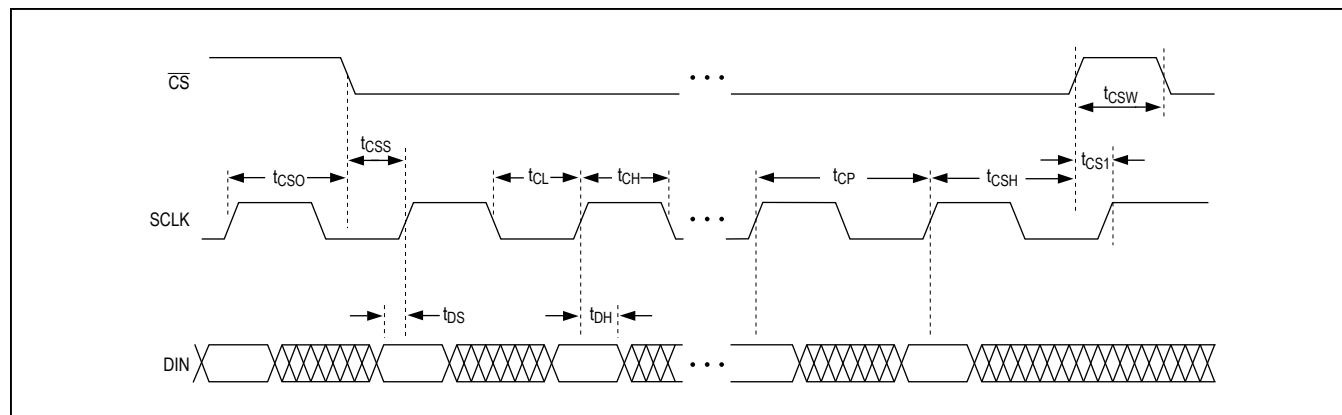 CS
tCSW
tCSS
tCS1
tCSO
tCL
tCH
tCP
tCSH
SCLK
tDS
tDH
DIN